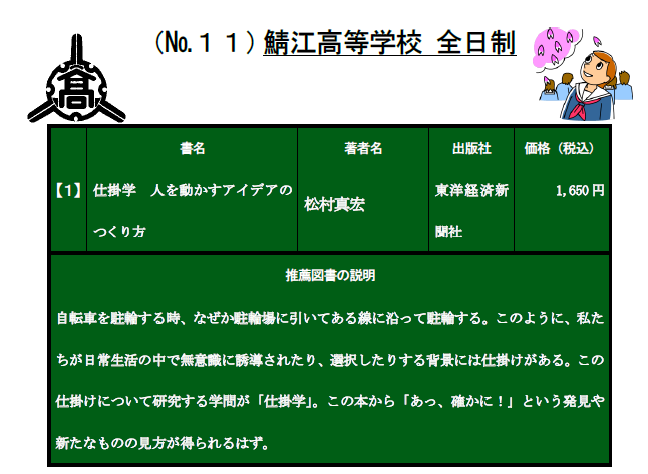 (No.11)鯖江高等学校 全日制
高
書名 著者名 出版社 価格（税込）
【1】 仕掛学　人を動かすアイデアの 松村真宏 東洋経済新 1,650円
つくり方 聞社
推薦図書の説明
自転車を駐輪する時、なぜか駐輪場に引いてある線に沿って駐輪する。このように、私た
ちが日常生活の中で無意識に誘導されたり、選択したりする背景には仕掛けがある。この
仕掛けについて研究する学問が「仕掛学」。この本から「あっ、確かに！」という発見や
新たなものの見方が得られるはず。